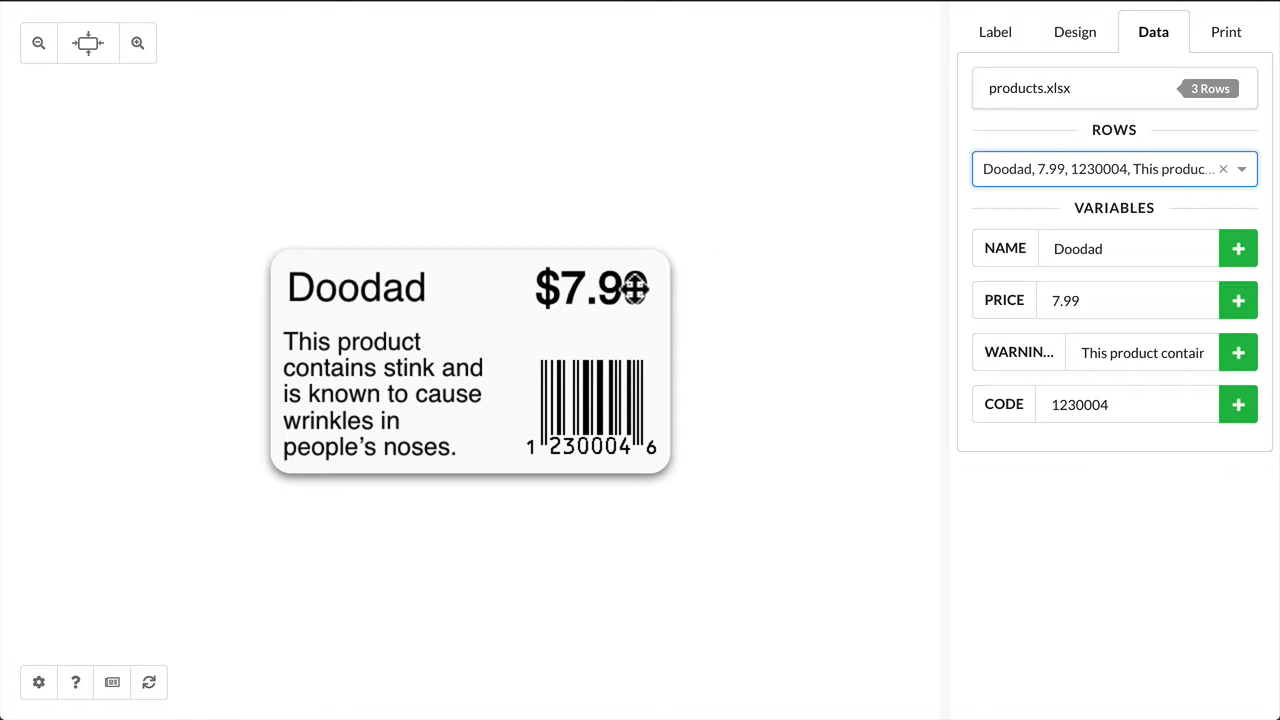 Label Design Data Print
products.xlsx 3 Rows
ROWS
Doodad, 7.99, 1230004, This produc...
VARIABLES
NAME Doodad
PRICE 7.99
WARNIN... This product contair
CODE 1230004
Doodad $7.99
This product
contains stink and
is known to cause
wrinkles in
people's noses.
1 230004 6